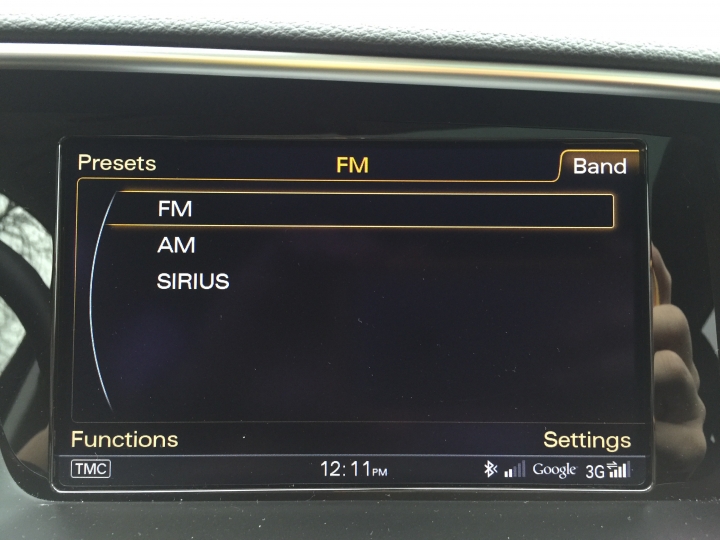 Presets FM Band
FM
AM
SIRIUS
Functions Settings
TMC 12:11PM Google 3G